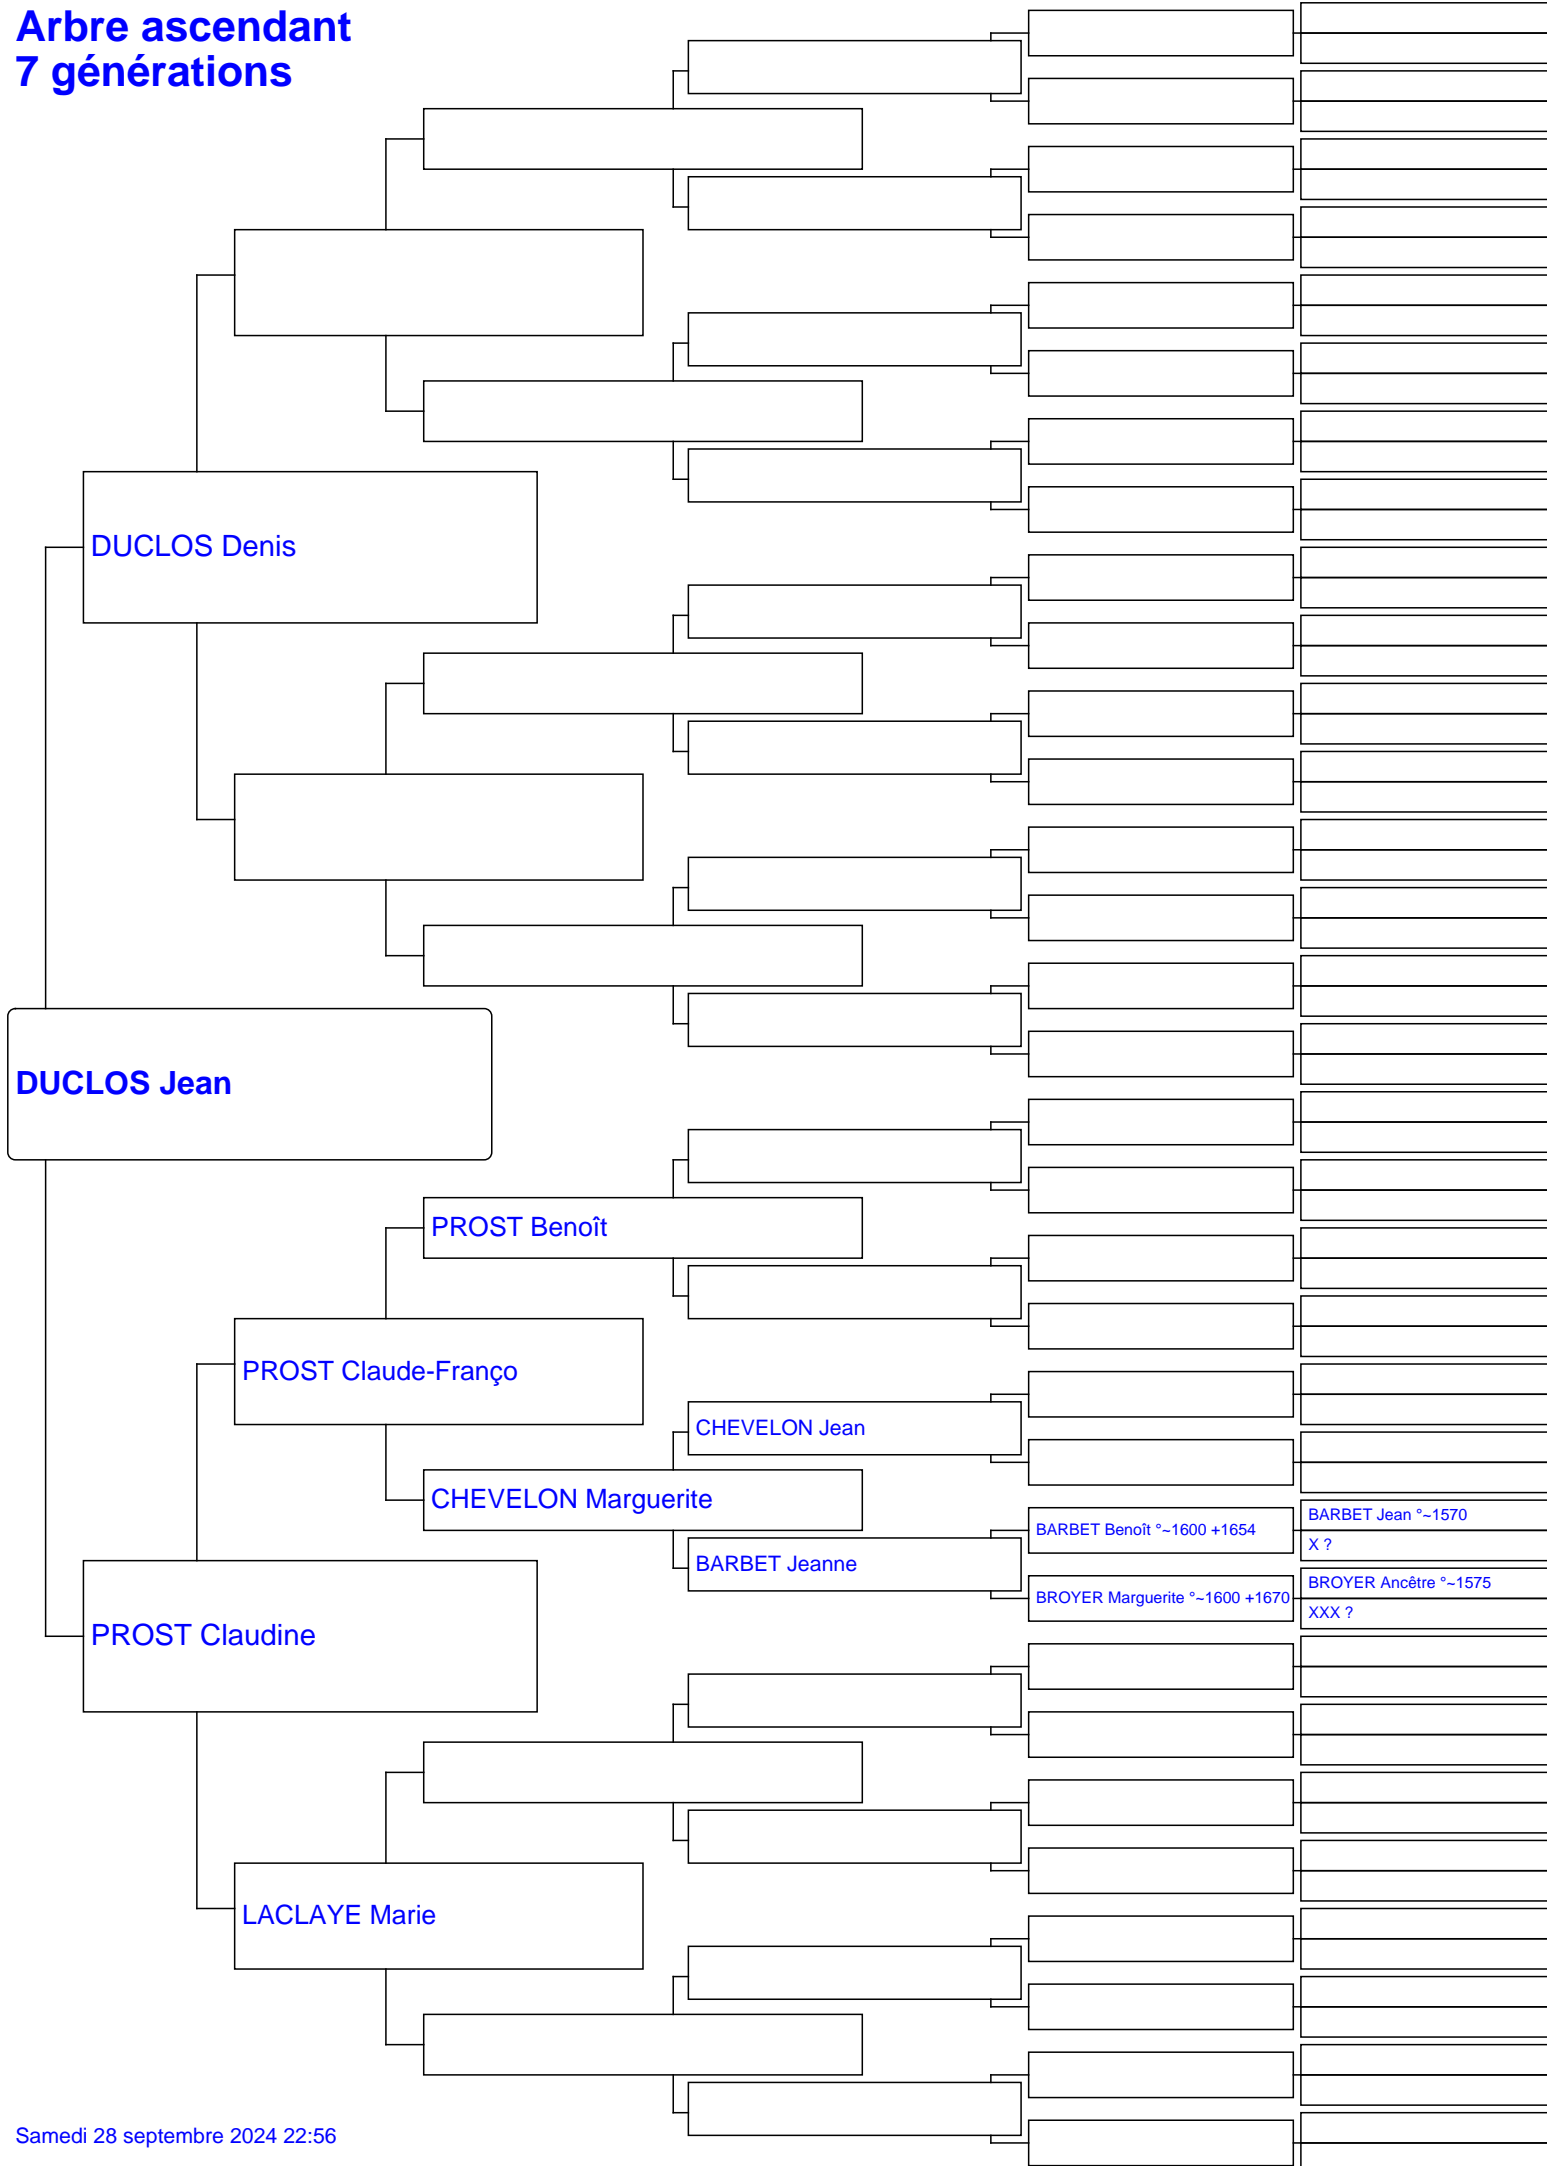 Arbre ascendant
7 générations
DUCLOS Denis
DUCLOS Jean
PROST Benoît
PROST Claude-Franço
CHEVELON Jean
CHEVELON Marguerite
BARBET Jeanne
BARBET Benoît °~1600 +1654
BARBET Jean °~1570
X ?
BROYER Marguerite °~1600 +1670
BROYER Ancêtre °~1575
XXX ?
PROST Claudine
LACLAYE Marie
Samedi 28 septembre 2024 22:56